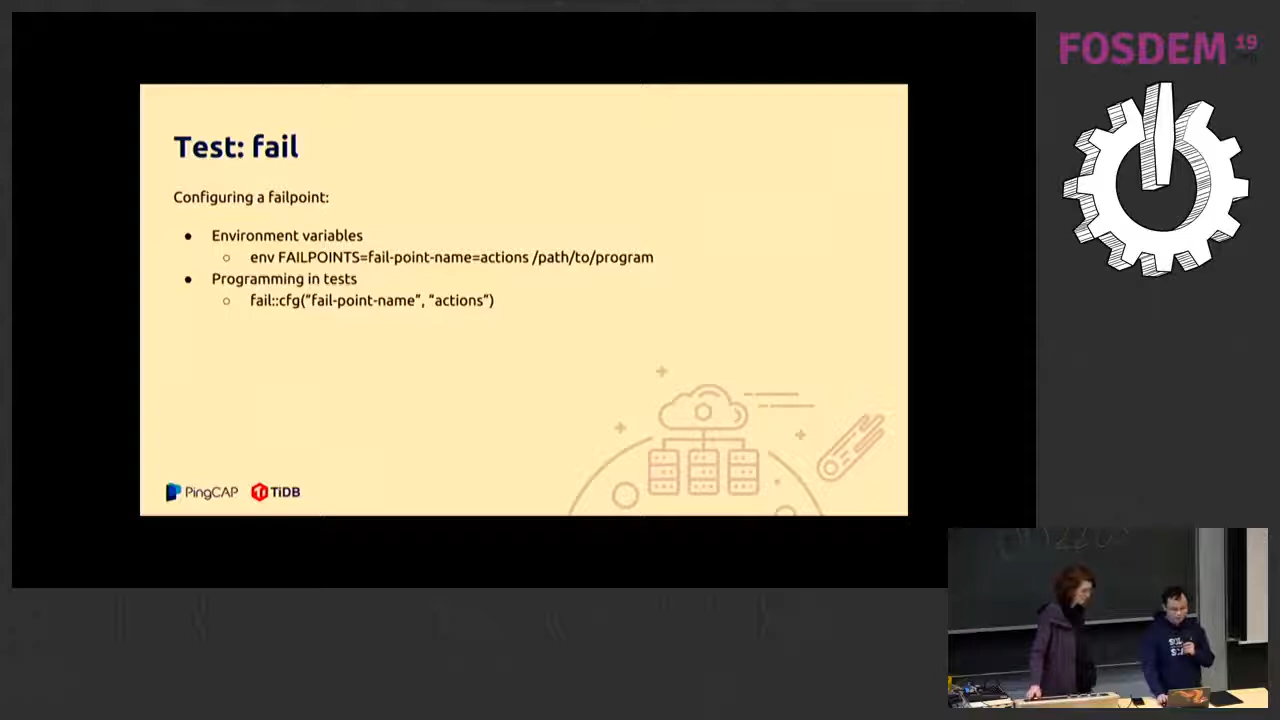 FOSDEM 19
Test: fail
Configuring a failpoint:
● Environment variables
○ env FAILPOINTS=fail-point-name=actions /path/to/program
● Programming in tests
○ fail::cfg(“fail-point-name”, “actions”)
PingCAP TiDB